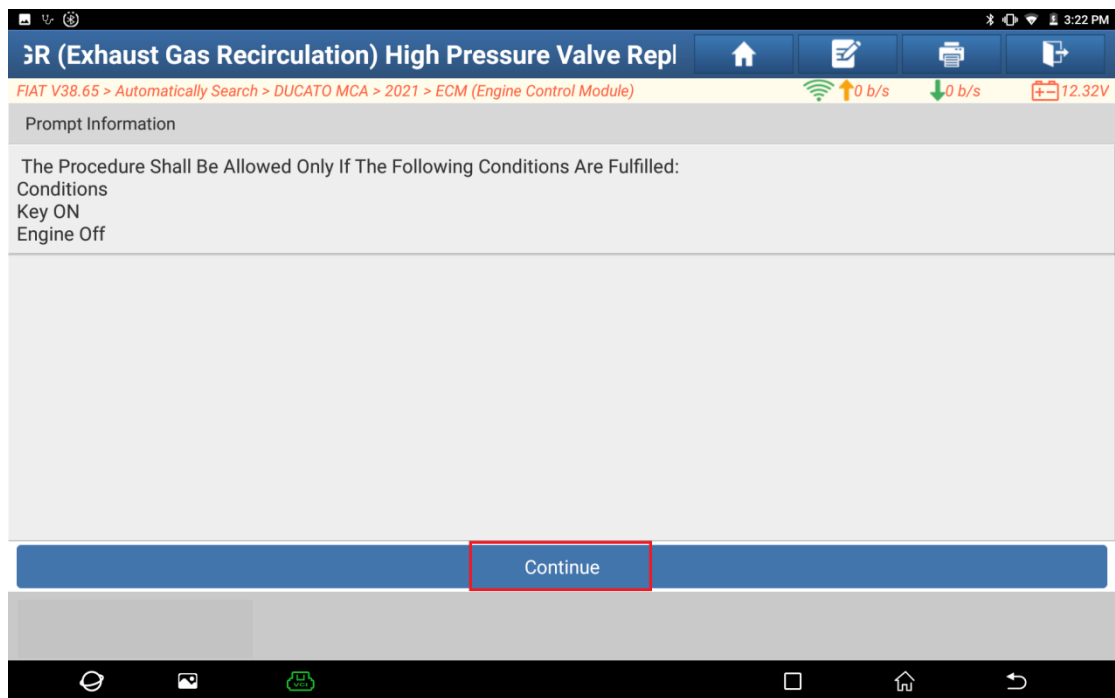 3:22 PM
GR (Exhaust Gas Recirculation) High Pressure Valve Repl
FIAT V38.65 > Automatically Search > DUCATO MCA > 2021 > ECM (Engine Control Module)
0 b/s
0 b/s
12.32V
Prompt Information
The Procedure Shall Be Allowed Only If The Following Conditions Are Fulfilled:
Conditions
Key ON
Engine Off
Continue
VCI